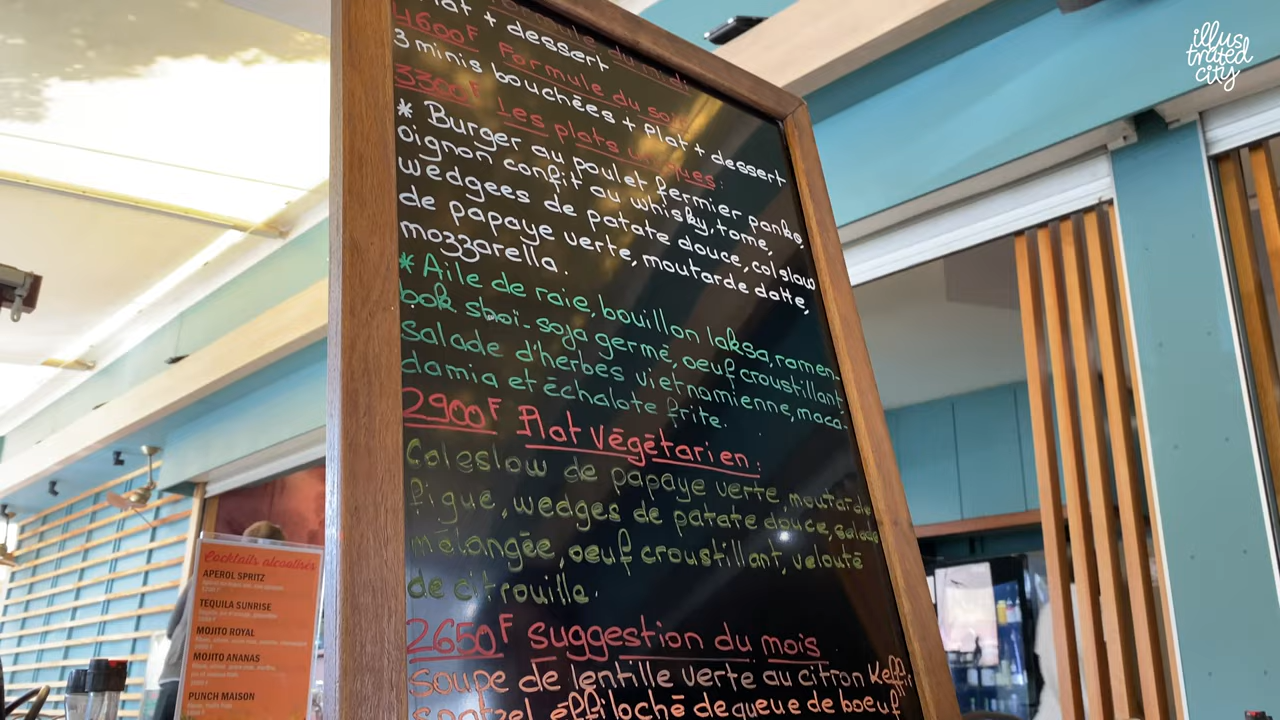 illustrated city
Formule du midi
Plat + dessert
4600F Formule du soir
3 minis bouchées + Plat + dessert
3300F Les plats uniques:
* Burger au poulet fermier panko,
oignon confit au whisky, tome,
wedgees de patate douce, colslow
de papaye verte, moutarde datte,
mozzarella.
* Aile de raie, bouillon laksa, ramen-
bok shoi-soja germé, oeuf croustillant,
salade d'herbes vietnamienne, maca-
damia et échalote frite.
2900F Plat végétarien:
Coleslow de papaye verte, moutarde
figue, wedges de patate douce, salade
mélangée, oeuf croustillant, velouté
de citrouille.
2650F Suggestion du mois
Soupe de lentille verte au citron Keffir
spatzel, éffiloché de queue de boeuf
Cocktails alcoolisés
APEROL SPRITZ
TEQUILA SUNRISE
MOJITO ROYAL
MOJITO ANANAS
PUNCH MAISON